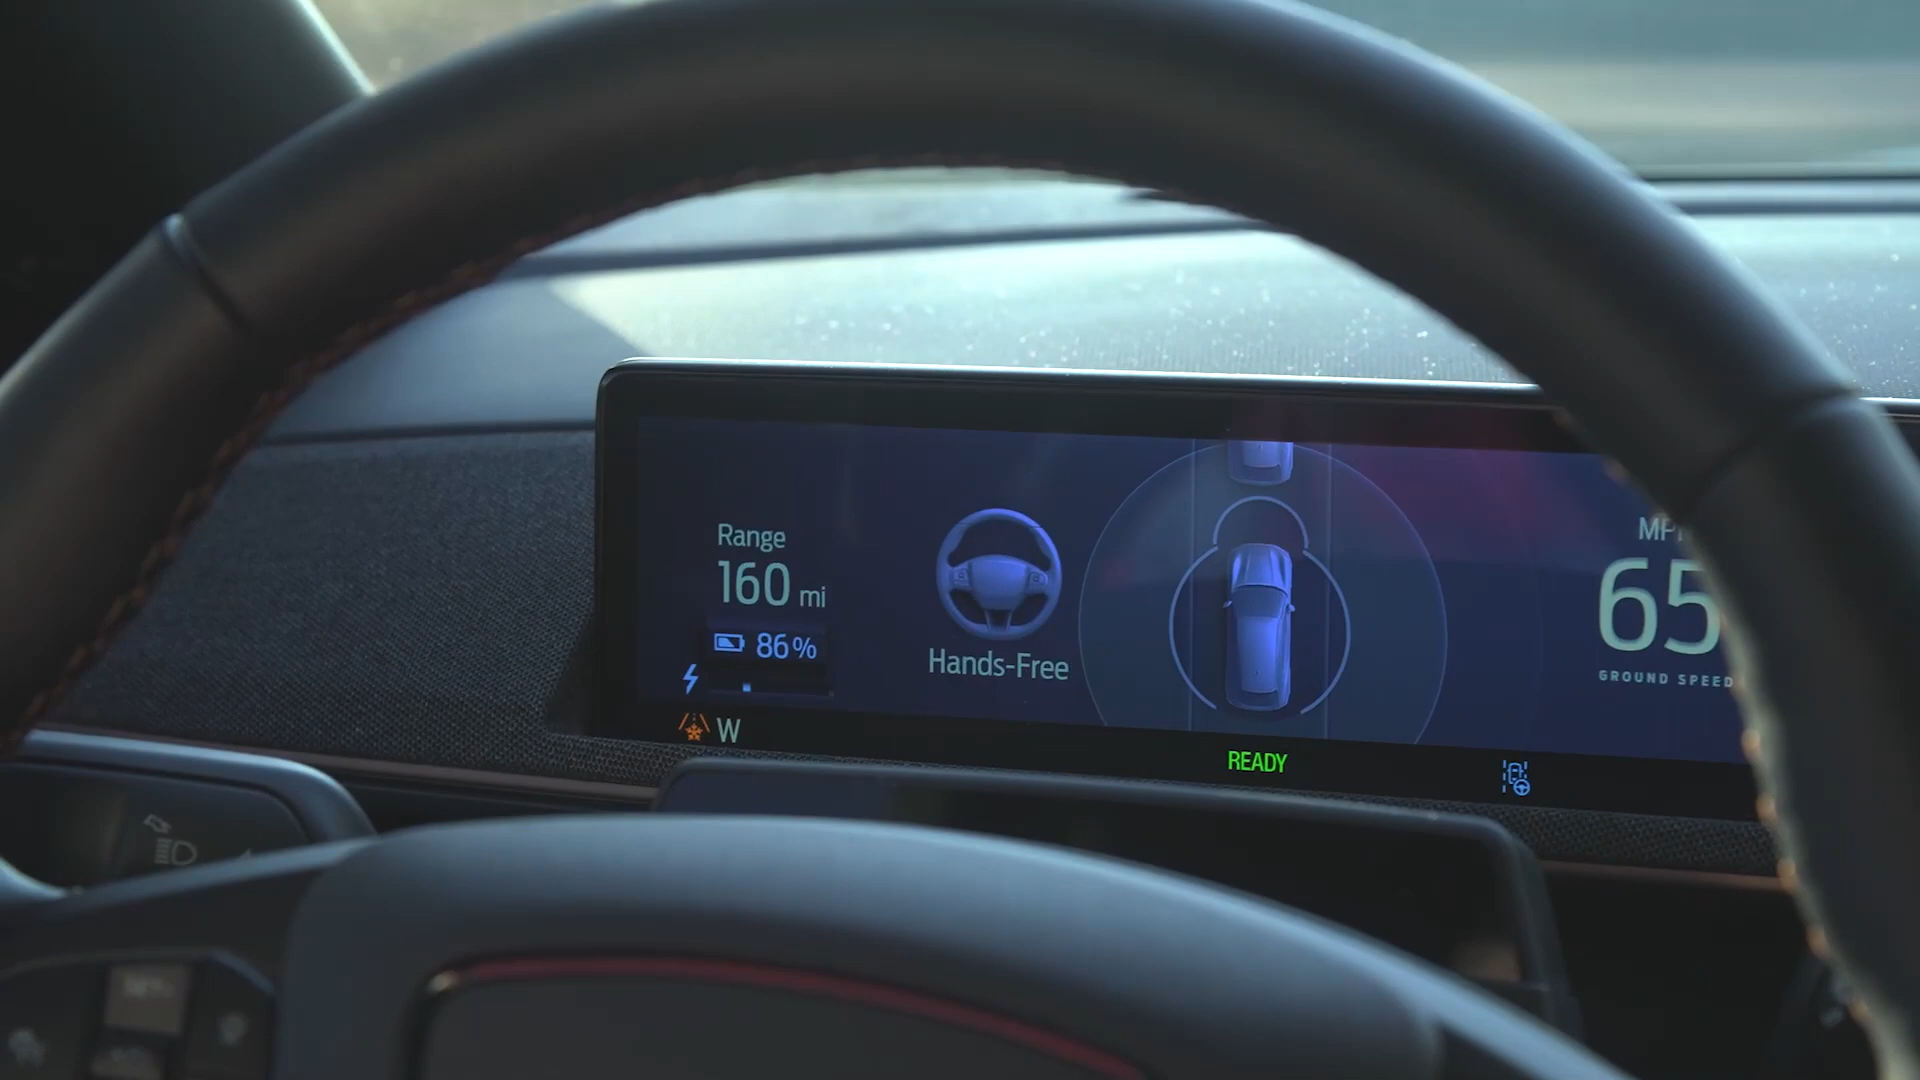 Range
160 mi
86%
W
Hands-Free
READY
65
GROUND SPEED